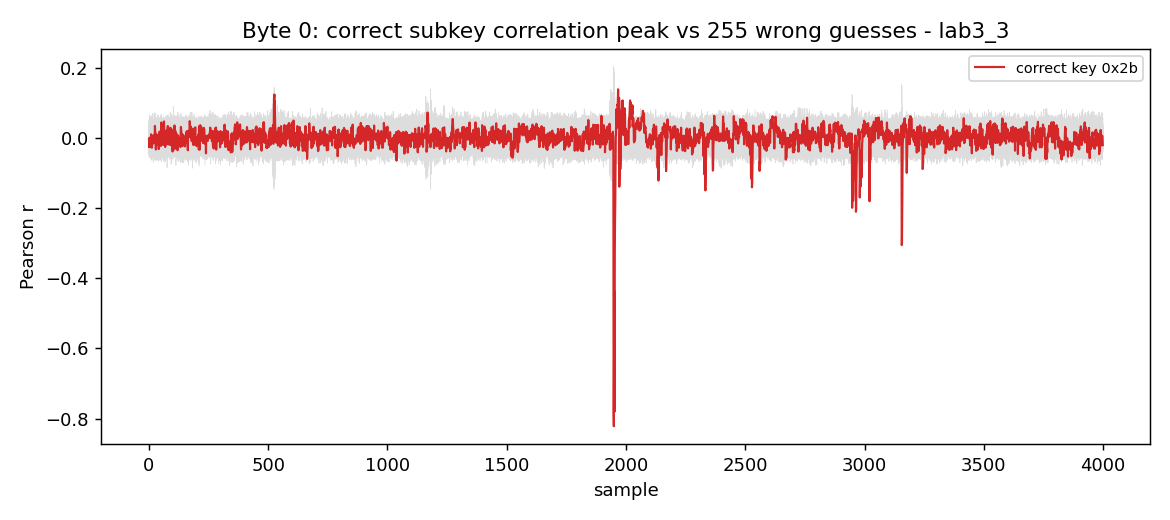 Byte 0: correct subkey correlation peak vs 255 wrong guesses - lab3_3
correct key 0x2b
Pearson r
0.2
0.0
−0.2
−0.4
−0.6
−0.8
0 500 1000 1500 2000 2500 3000 3500 4000
sample